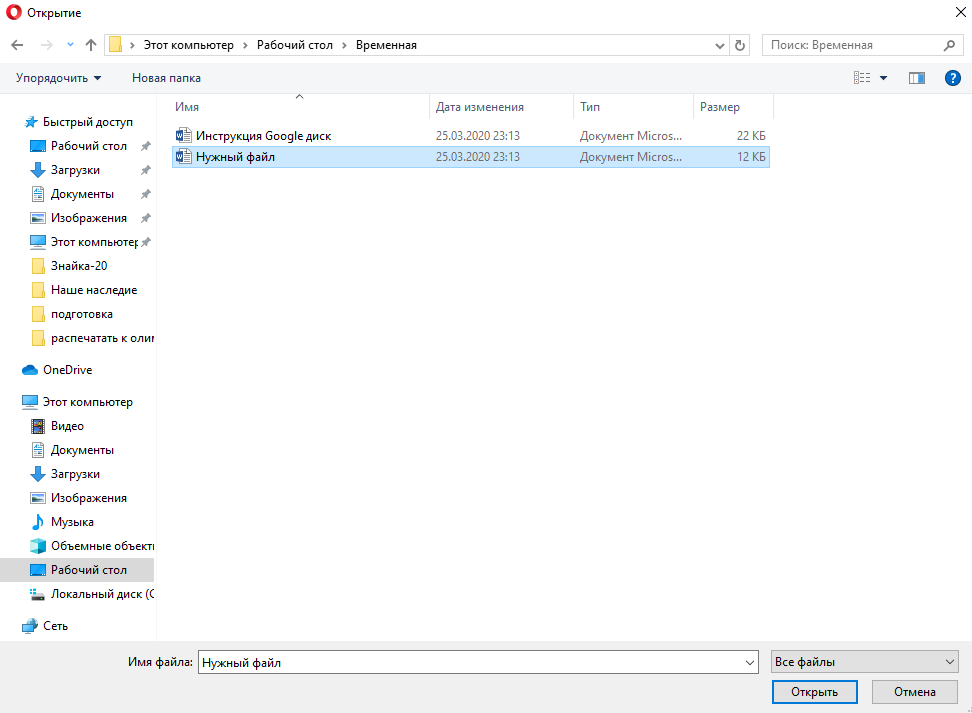 Открытие
Этот компьютер > Рабочий стол > Временная
Поиск: Временная
Упорядочить
Новая папка
?
Имя
Дата изменения
Тип
Размер
Инструкция Google диск
25.03.2020 23:13
Документ Micros...
22 КБ
Нужный файл
25.03.2020 23:13
Документ Micros...
12 КБ
Быстрый доступ
Рабочий стол
Загрузки
Документы
Изображения
Этот компьютер
Знайка-20
Наше наследие
подготовка
распечатать к оли
OneDrive
Этот компьютер
Видео
Документы
Загрузки
Изображения
Музыка
Объемные объект
Рабочий стол
Локальный диск (C
Сеть
Имя файла:
Нужный файл
Все файлы
Открыть
Отмена